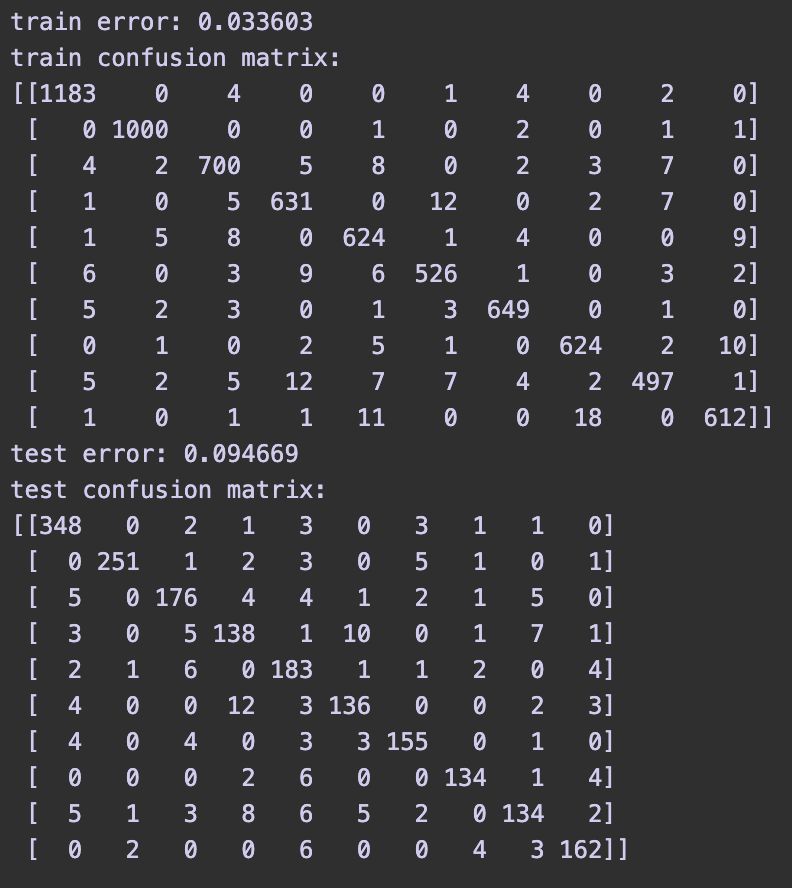 train error: 0.033603
train confusion matrix:
[[1183    0    4    0    0    1    4    0    2    0]
 [   0 1000    0    0    1    0    2    0    1    1]
 [   4    2  700    5    8    0    2    3    7    0]
 [   1    0    5  631    0   12    0    2    7    0]
 [   1    5    8    0  624    1    4    0    0    9]
 [   6    0    3    9    6  526    1    0    3    2]
 [   5    2    3    0    1    3  649    0    1    0]
 [   0    1    0    2    5    1    0  624    2   10]
 [   5    2    5   12    7    7    4    2  497    1]
 [   1    0    1    1   11    0    0   18    0  612]]
test error: 0.094669
test confusion matrix:
[[348   0   2   1   3   0   3   1   1   0]
 [  0 251   1   2   3   0   5   1   0   1]
 [  5   0 176   4   4   1   2   1   5   0]
 [  3   0   5 138   1  10   0   1   7   1]
 [  2   1   6   0 183   1   1   2   0   4]
 [  4   0   0  12   3 136   0   0   2   3]
 [  4   0   4   0   3   3 155   0   1   0]
 [  0   0   0   2   6   0   0 134   1   4]
 [  5   1   3   8   6   5   2   0 134   2]
 [  0   2   0   0   6   0   0   4   3 162]]